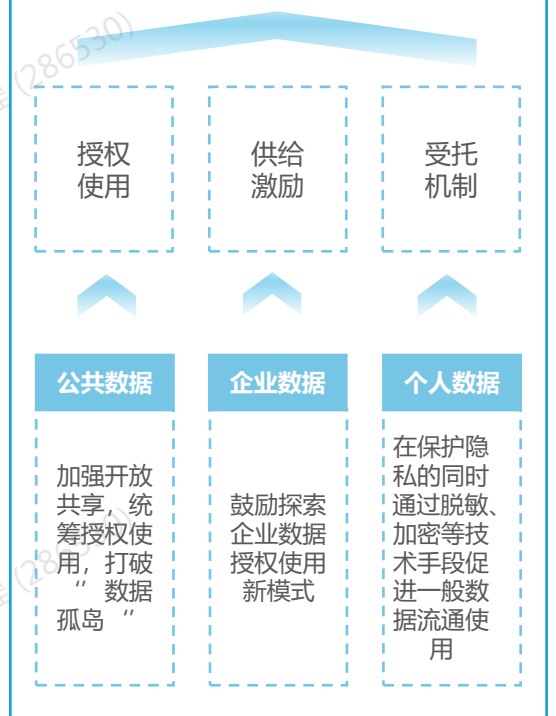 授权
使用
供给
激励
受托
机制
公共数据
企业数据
个人数据
加强开放
共享，统
筹授权使
用，打破
“ 数据
孤岛 “
鼓励探索
企业数据
授权使用
新模式
在保护隐
私的同时
通过脱敏、
加密等技
术手段促
进一般数
据流通使
用
(286530)
(286530)